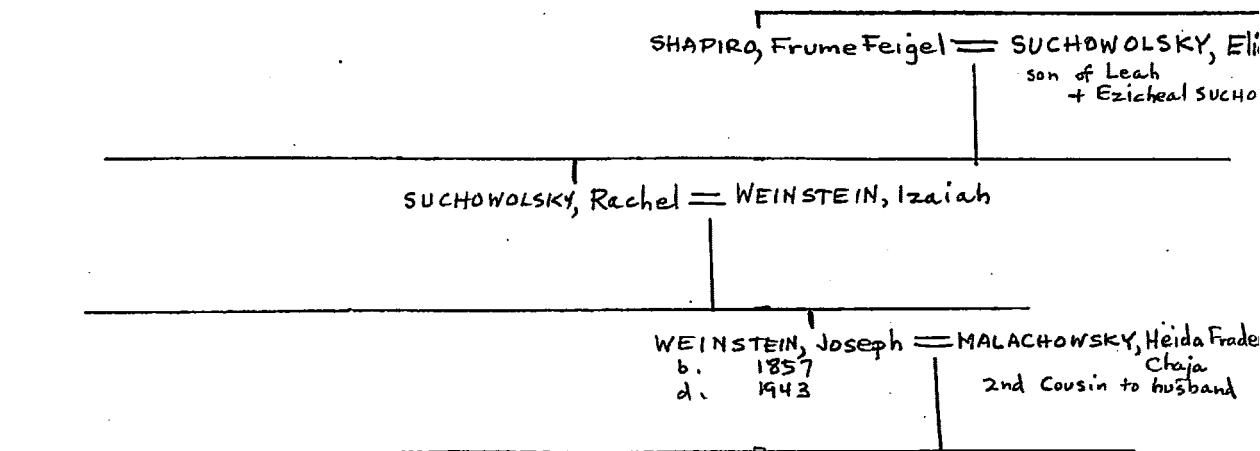 SHAPIRO, Frume Feigel = SUCHOWOLSKY, Eli
son of Leah
+ Ezicheal SUCHO
SUCHOWOLSKY, Rachel = WEINSTEIN, Izaiah
WEINSTEIN, Joseph = MALACHOWSKY, Heida Frade
b. 1857
Chaja
d. 1943
2nd Cousin to husband